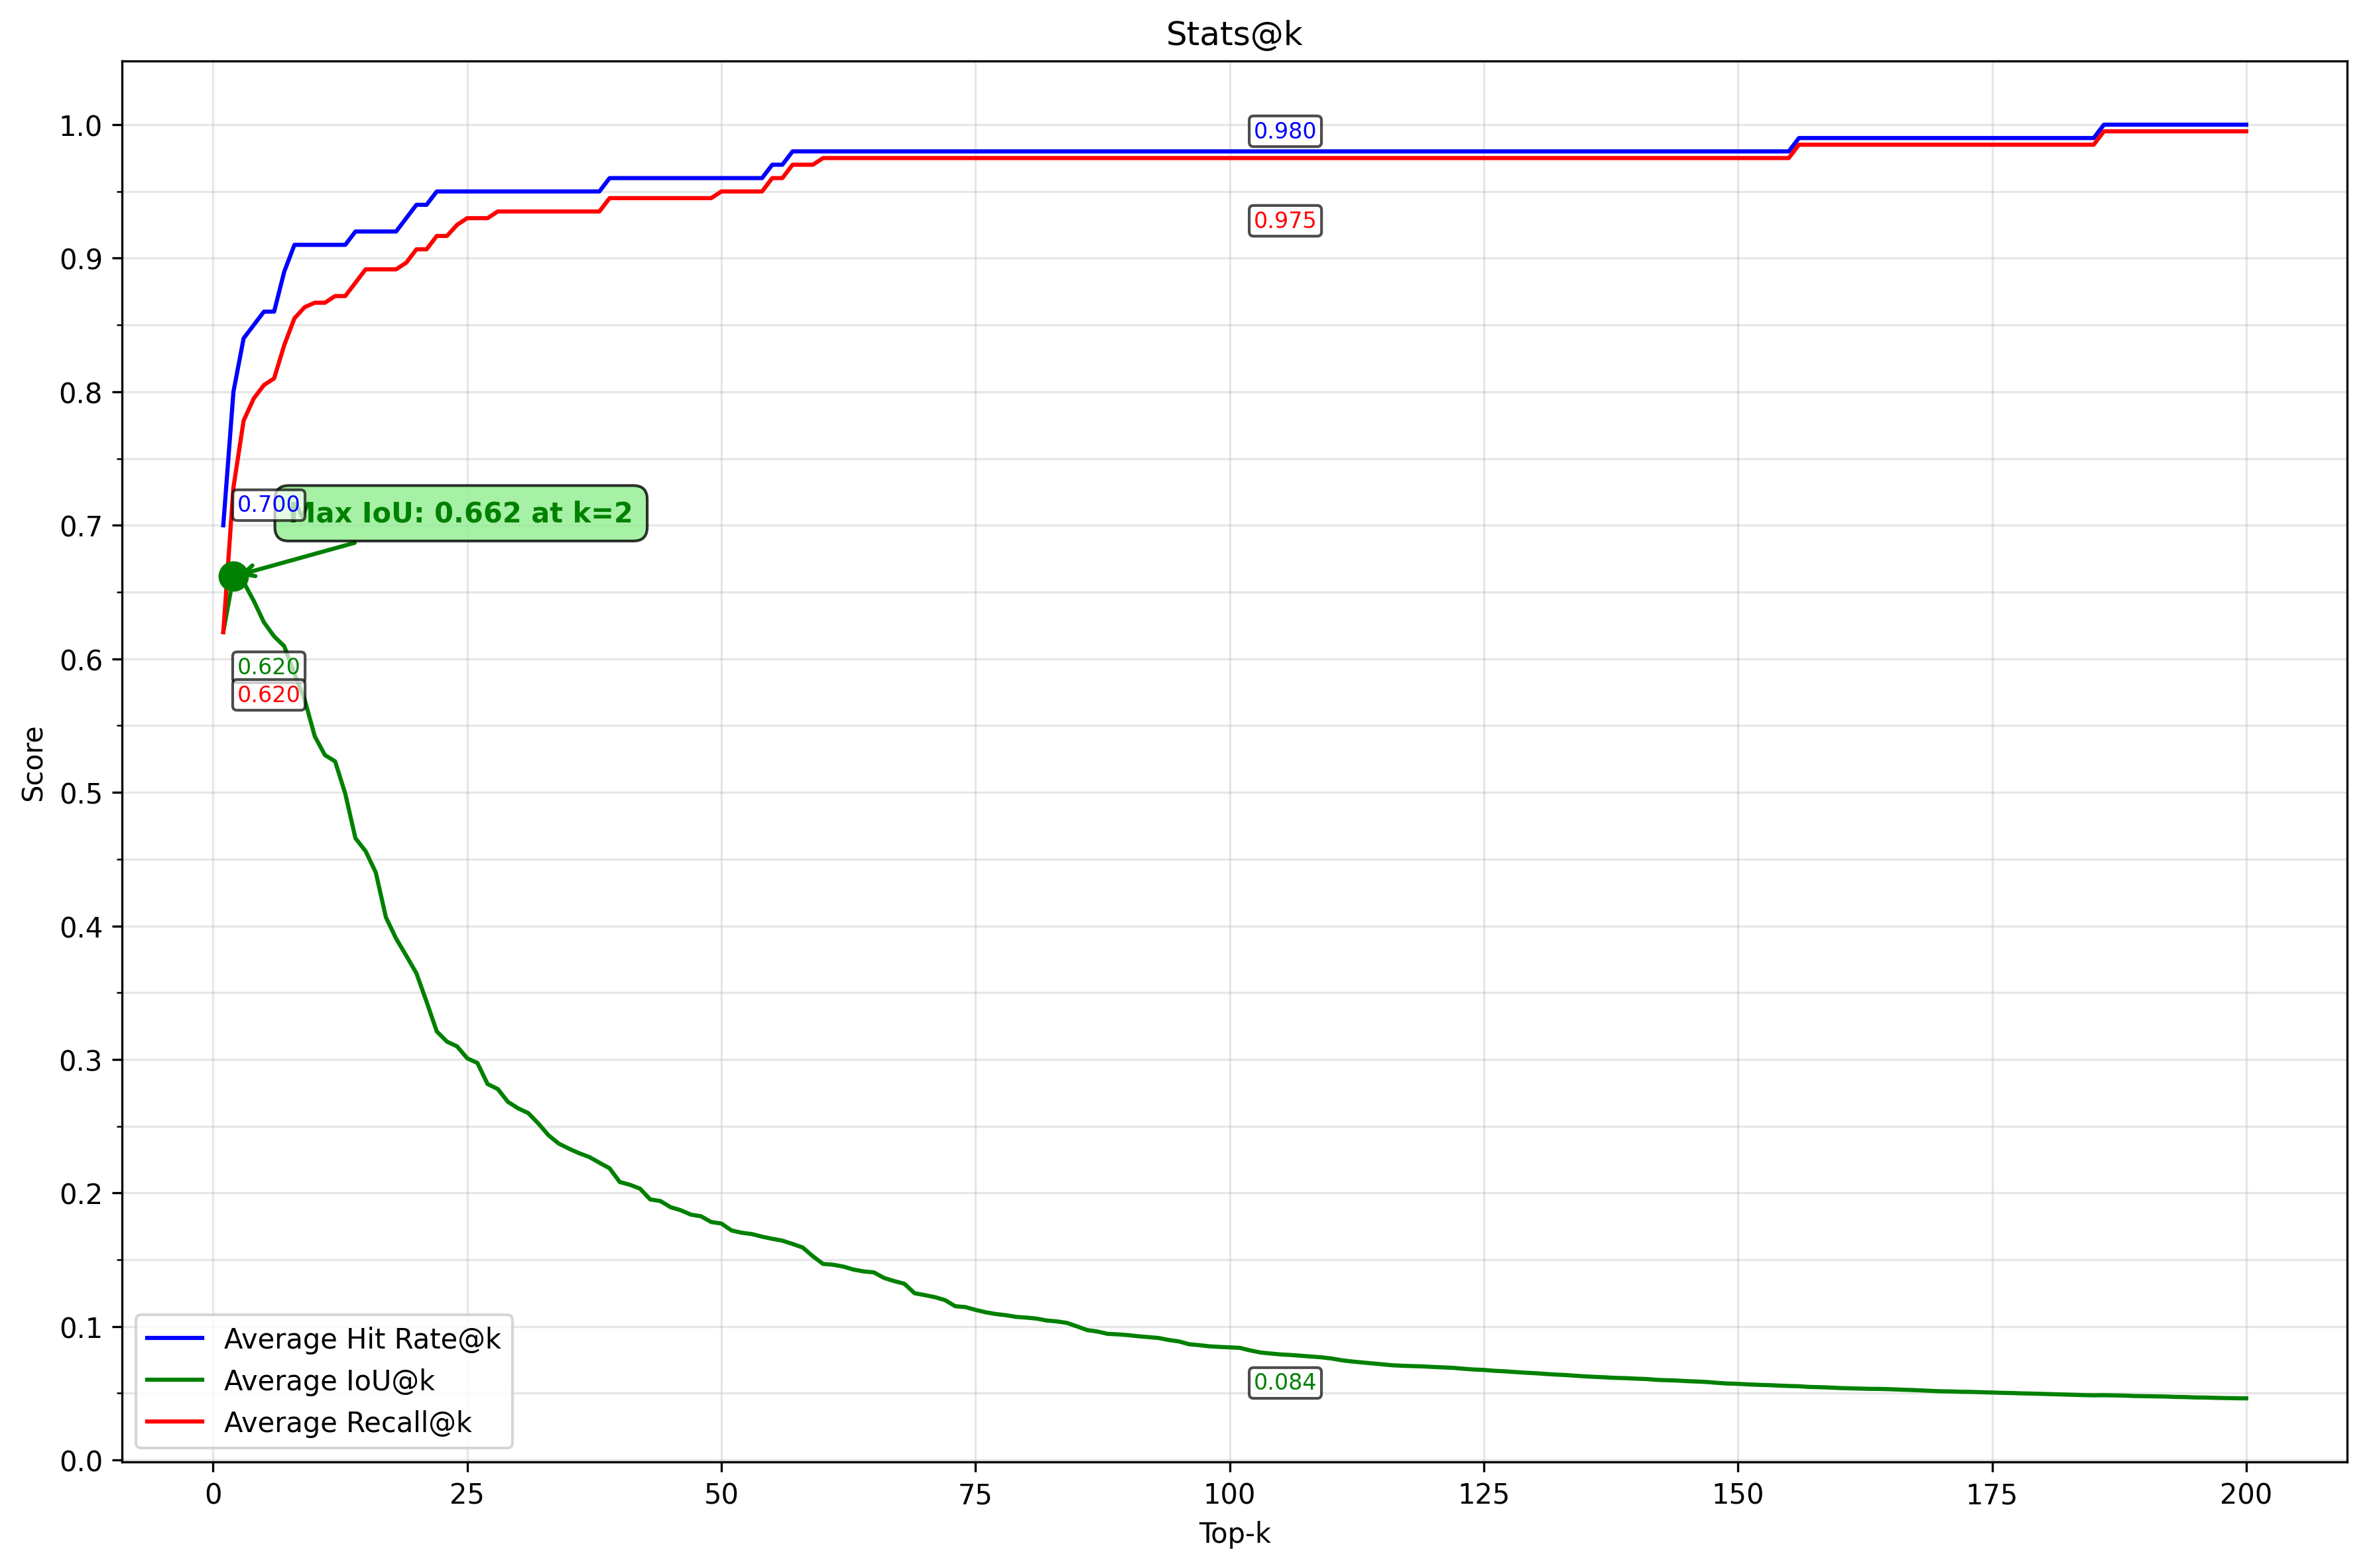 Stats@k
1.0
0.9
0.8
0.7
0.6
0.5
0.4
0.3
0.2
0.1
0.0
Score
0.980
0.975
0.700
Max IoU: 0.662 at k=2
0.620
0.620
0.084
Average Hit Rate@k
Average IoU@k
Average Recall@k
0 25 50 75 100 125 150 175 200
Top-k